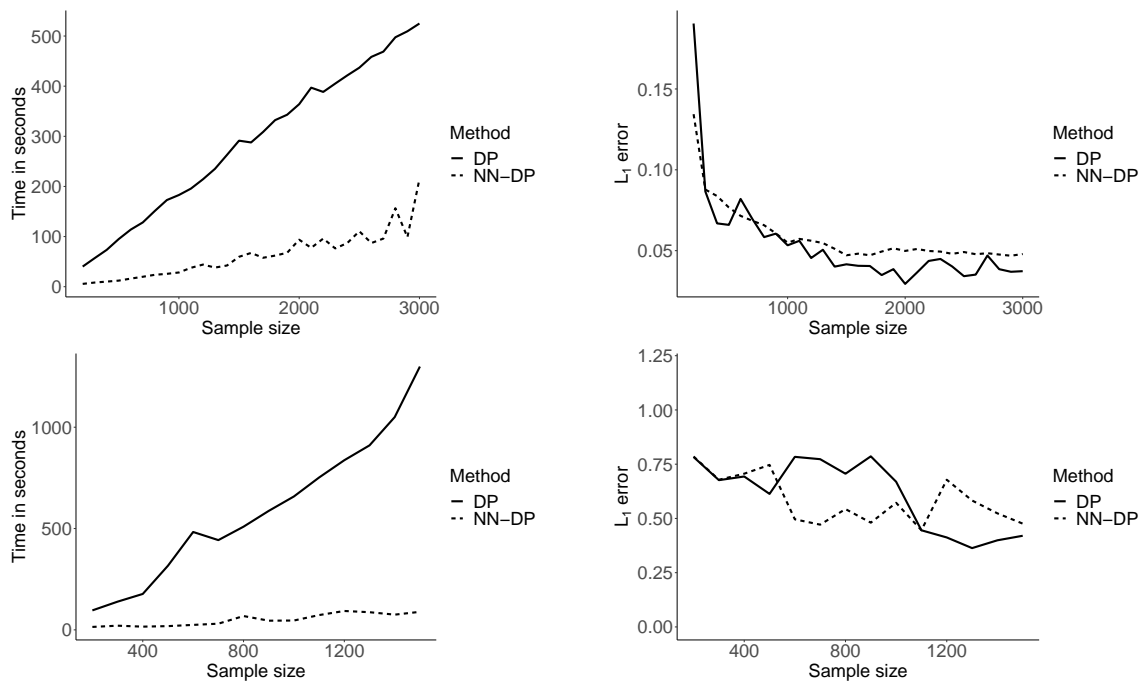 500
400
300
200
100
0
Time in seconds
1000
2000
3000
Sample size
Method
DP
NN−DP
0.15
0.10
0.05
L1 error
1000
2000
3000
Sample size
Method
DP
NN−DP
1000
500
0
Time in seconds
400
800
1200
Sample size
Method
DP
NN−DP
1.25
1.00
0.75
0.50
0.25
0.00
L1 error
400
800
1200
Sample size
Method
DP
NN−DP